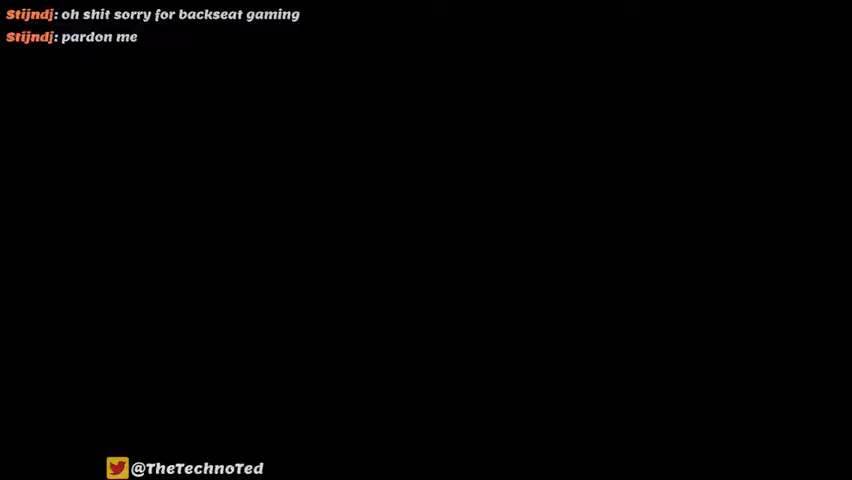 Stijndj: oh shit sorry for backseat gaming
Stijndj: pardon me
@TheTechnoTed